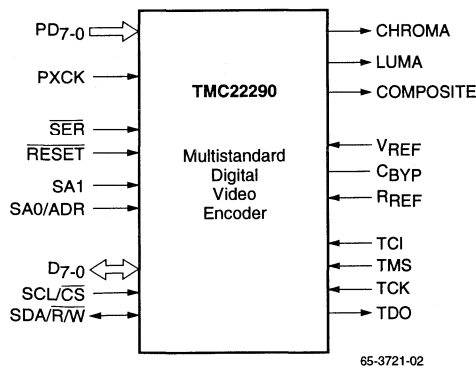 PD7-0
PXCK
SER
RESET
SA1
SA0/ADR
D7-0
SCL/CS
SDA/R/W
TMC22290
Multistandard
Digital
Video
Encoder
CHROMA
LUMA
COMPOSITE
VREF
CBYP
RREF
TCI
TMS
TCK
TDO
65-3721-02